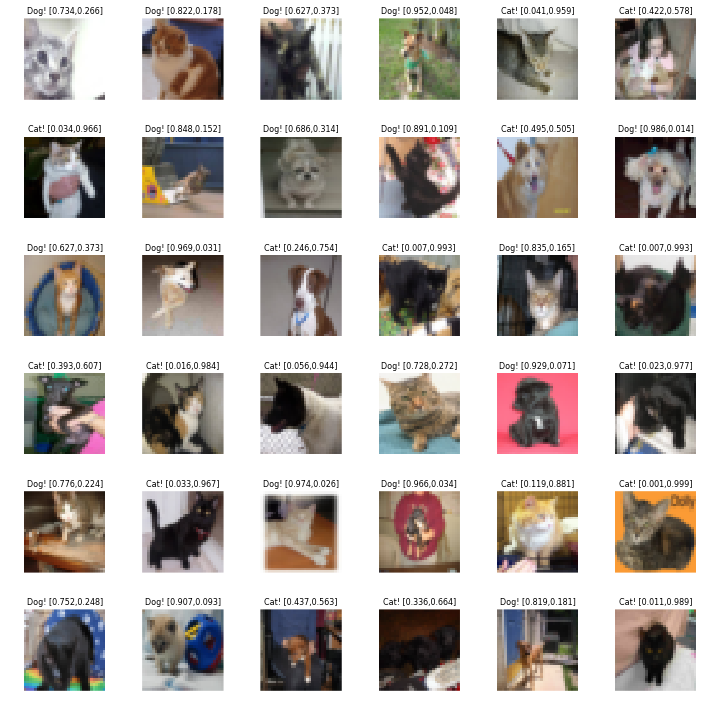 Dog! [0.734,0.266]
Dog! [0.822,0.178]
Dog! [0.627,0.373]
Dog! [0.952,0.048]
Cat! [0.041,0.959]
Cat! [0.422,0.578]
Cat! [0.034,0.966]
Dog! [0.848,0.152]
Dog! [0.686,0.314]
Dog! [0.891,0.109]
Cat! [0.495,0.505]
Dog! [0.986,0.014]
Dog! [0.627,0.373]
Dog! [0.969,0.031]
Cat! [0.246,0.754]
Cat! [0.007,0.993]
Dog! [0.835,0.165]
Cat! [0.007,0.993]
Cat! [0.393,0.607]
Cat! [0.016,0.984]
Cat! [0.056,0.944]
Dog! [0.728,0.272]
Dog! [0.929,0.071]
Cat! [0.023,0.977]
Dog! [0.776,0.224]
Cat! [0.033,0.967]
Dog! [0.974,0.026]
Dog! [0.966,0.034]
Cat! [0.119,0.881]
Cat! [0.001,0.999]
Dolly
Dog! [0.752,0.248]
Dog! [0.907,0.093]
Cat! [0.437,0.563]
Cat! [0.336,0.664]
Dog! [0.819,0.181]
Cat! [0.011,0.989]